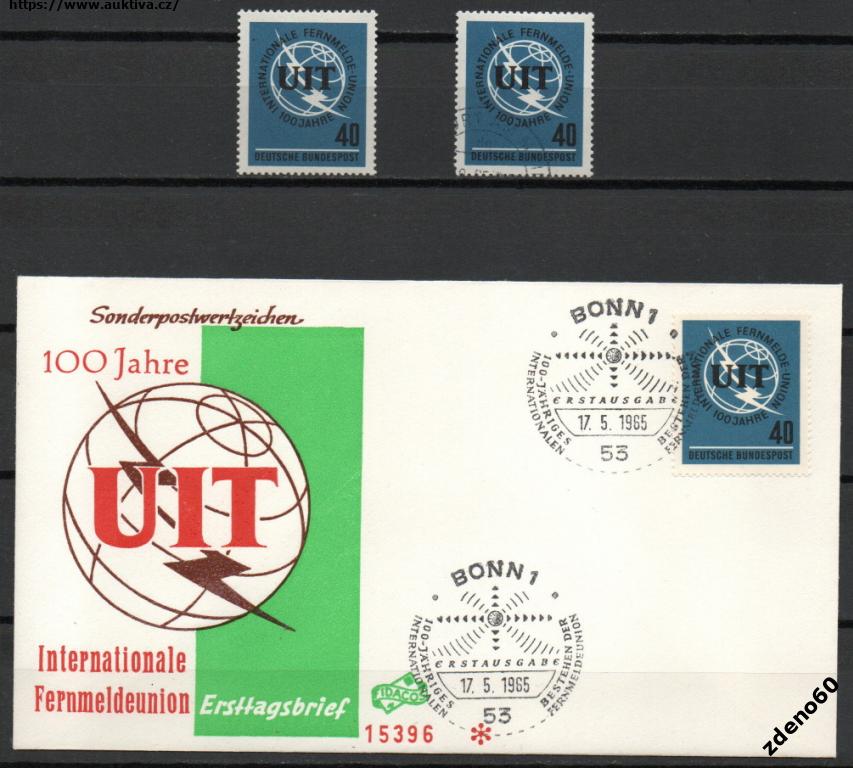 https://www.auktiva.cz/
INTERNATIONALE FERNMELDE-UNION
100 JAHRE
UIT
40
DEUTSCHE BUNDESPOST
INTERNATIONALE FERNMELDE-UNION
100 JAHRE
UIT
40
DEUTSCHE BUNDESPOST
Sonderpostwertzeichen
100 Jahre
UIT
Internationale
Fernmeldeunion
Ersttagsbrief
BONN 1
100-JÄHRIGES
INTERNATIONALEN
BESTEHEN DER
FERNMELDEUNION
ERSTAUSGABE
17. 5. 1965
53
INTERNATIONALE FERNMELDE-UNION
100 JAHRE
UIT
40
DEUTSCHE BUNDESPOST
BONN 1
100-JÄHRIGES
INTERNATIONALEN
BESTEHEN DER
FERNMELDEUNION
ERSTAUSGABE
17. 5. 1965
53
FIDACOS
15396
zdeno60